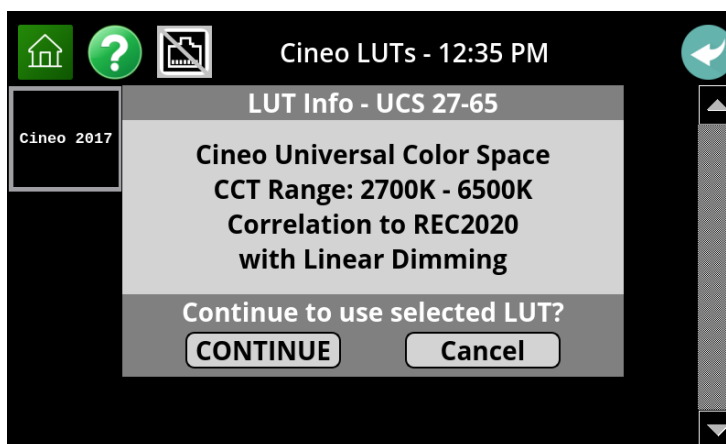 ?
Cineo LUTs - 12:35 PM
Cineo 2017
LUT Info - UCS 27-65
Cineo Universal Color Space
CCT Range: 2700K - 6500K
Correlation to REC2020
with Linear Dimming
Continue to use selected LUT?
CONTINUE
Cancel